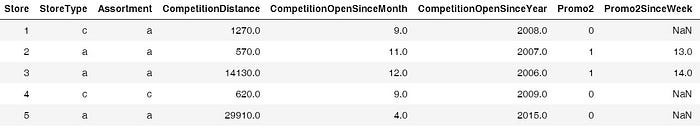 Store StoreType Assortment CompetitionDistance CompetitionOpenSinceMonth CompetitionOpenSinceYear Promo2 Promo2SinceWeek
1 c a 1270.0 9.0 2008.0 0 NaN
2 a a 570.0 11.0 2007.0 1 13.0
3 a a 14130.0 12.0 2006.0 1 14.0
4 c c 620.0 9.0 2009.0 0 NaN
5 a a 29910.0 4.0 2015.0 0 NaN